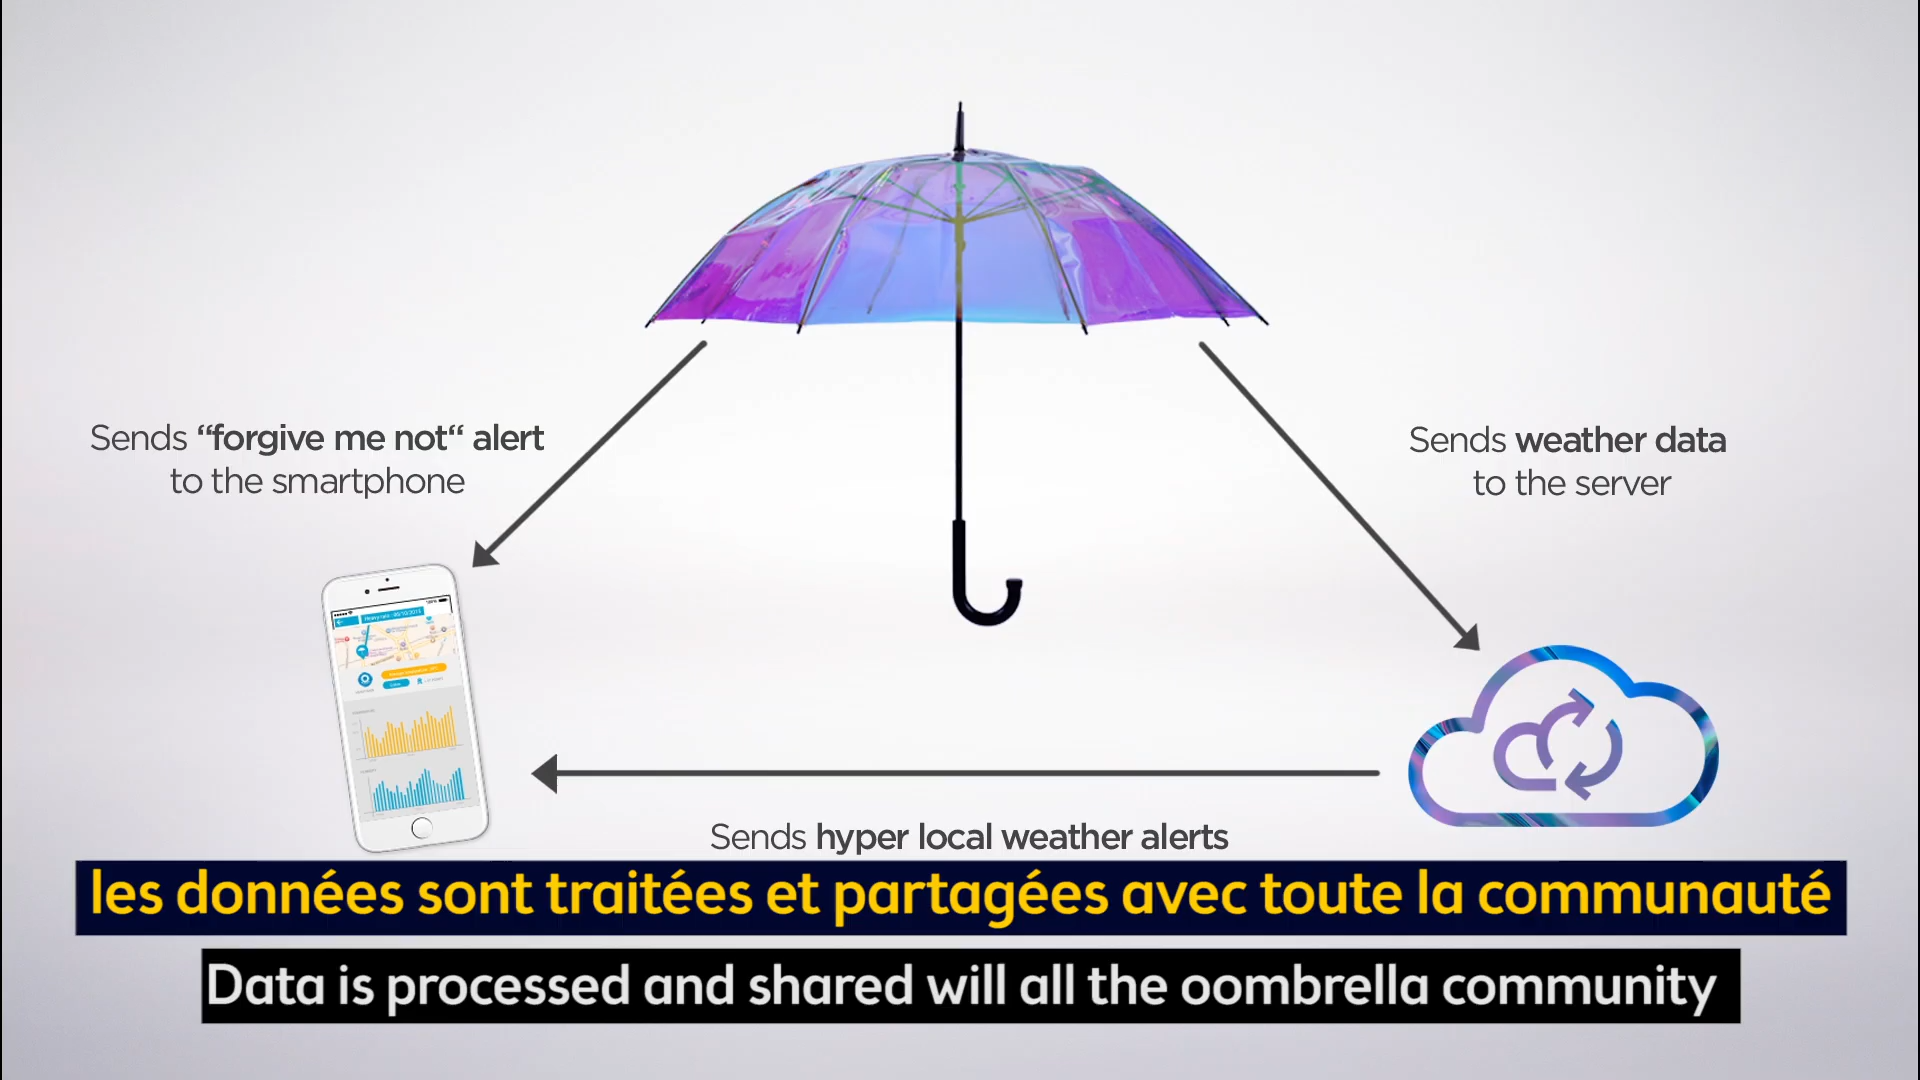 Sends “forgive me not“ alert
to the smartphone
Sends weather data
to the server
Sends hyper local weather alerts
les données sont traitées et partagées avec toute la communauté
Data is processed and shared will all the oombrella community